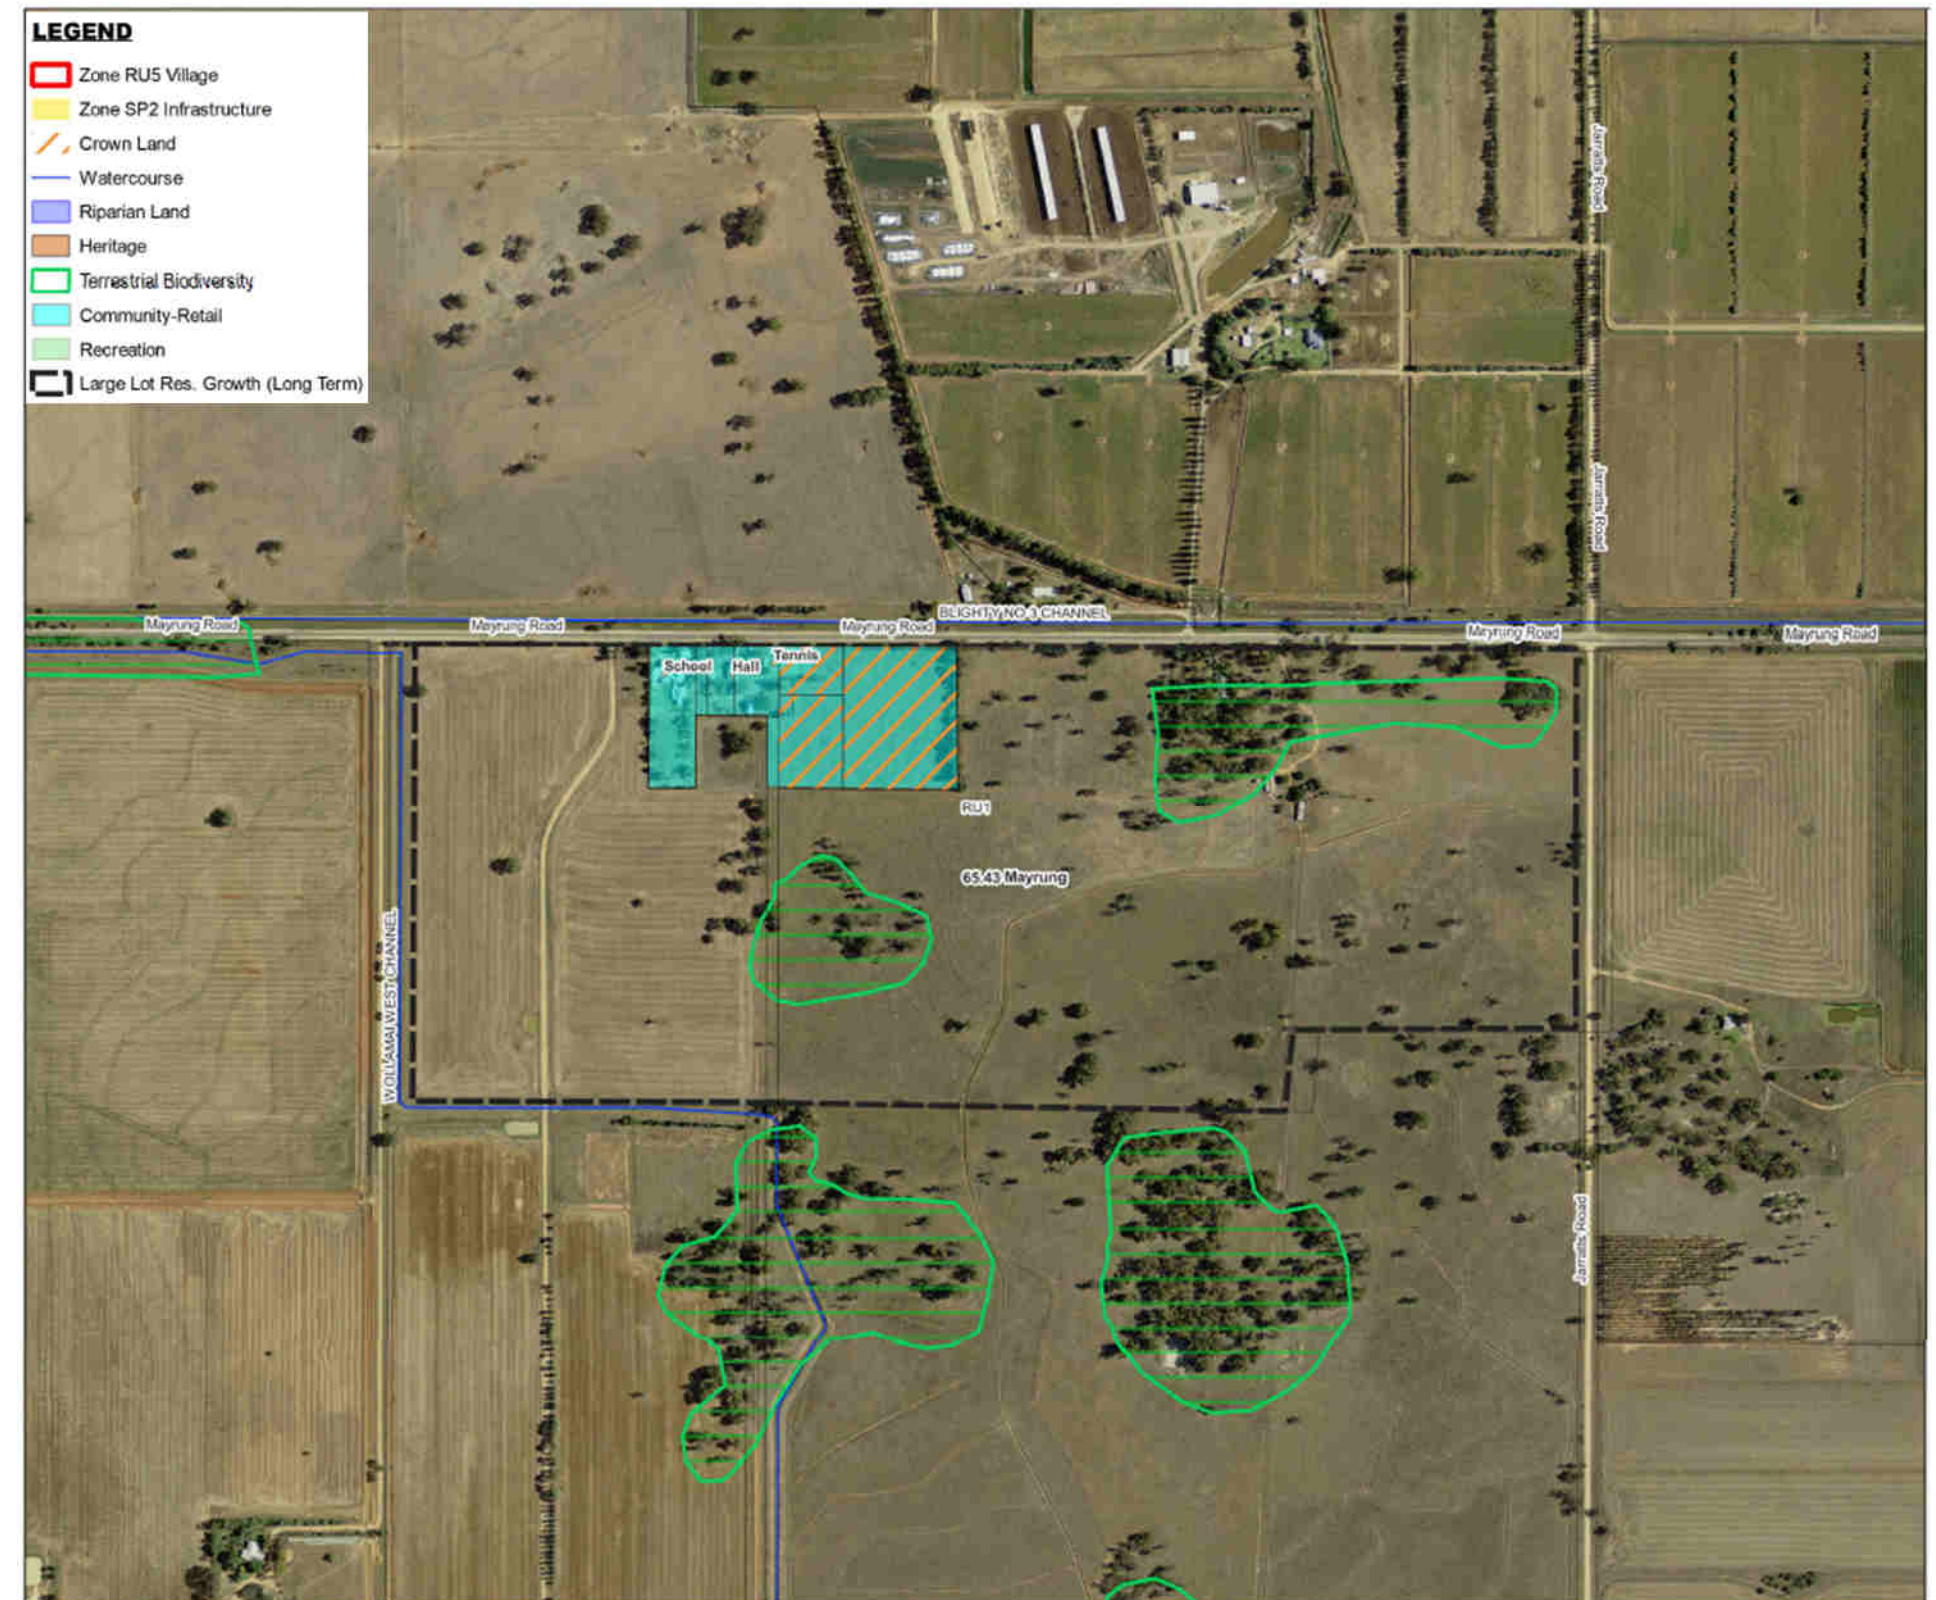 LEGEND
Zone RU5 Village
Zone SP2 Infrastructure
Crown Land
Watercourse
Riparian Land
Heritage
Terrestrial Biodiversity
Community-Retail
Recreation
Large Lot Res. Growth (Long Term)
Jarratts Road
Jarratts Road
BLIGHTY NO 3 CHANNEL
Mayrung Road
Mayrung Road
Mayrung Road
Mayrung Road
Mayrung Road
School
Hall
Tennis
RU1
65.43 Mayrung
WOLLAMAI WEST CHANNEL
Jarratts Road